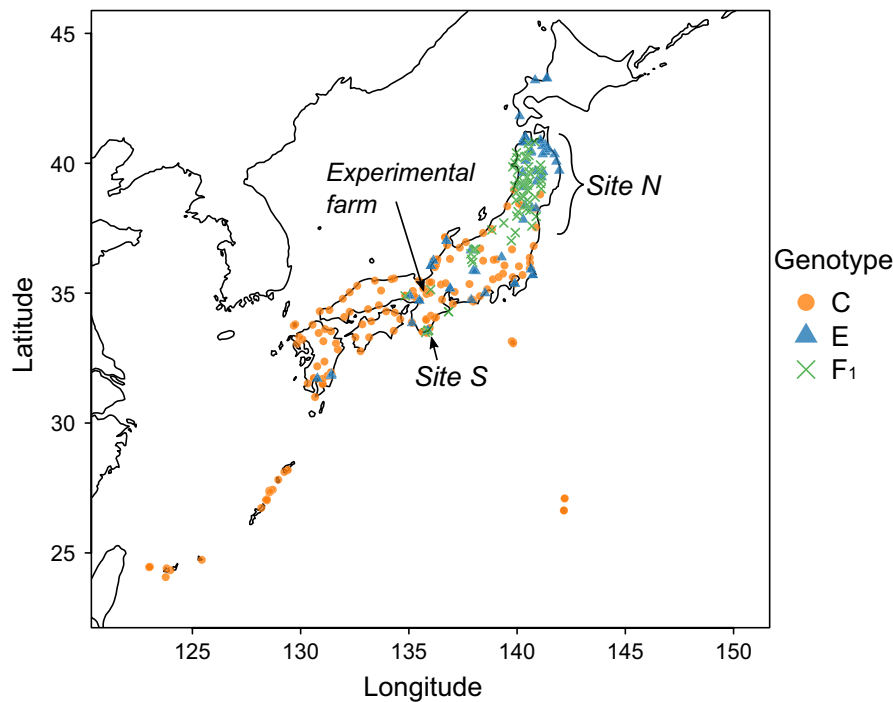 45
40
35
30
25
Latitude
125
130
135
140
145
150
Longitude
Experimental
farm
Site N
Site S
Genotype
C
E
F1